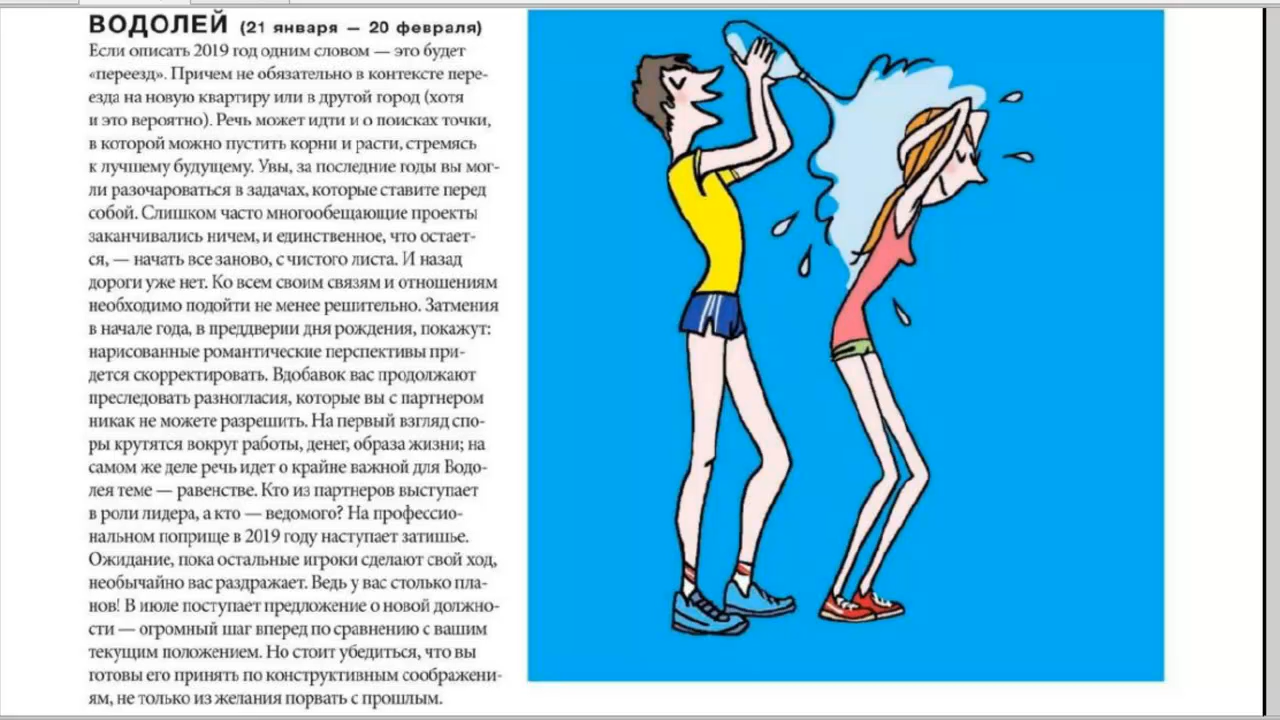 ВОДОЛЕЙ (21 января — 20 февраля)
Если описать 2019 год одним словом — это будет
«переезд». Причем не обязательно в контексте пере-
езда на новую квартиру или в другой город (хотя
и это вероятно). Речь может идти и о поисках точки,
в которой можно пустить корни и расти, стремясь
к лучшему будущему. Увы, за последние годы вы мог-
ли разочароваться в задачах, которые ставите перед
собой. Слишком часто многообещающие проекты
заканчивались ничем, и единственное, что остает-
ся, — начать все заново, с чистого листа. И назад
дороги уже нет. Ко всем своим связям и отношениям
необходимо подойти не менее решительно. Затмения
в начале года, в преддверии дня рождения, покажут:
нарисованные романтические перспективы при-
дется скорректировать. Вдобавок вас продолжают
преследовать разногласия, которые вы с партнером
никак не можете разрешить. На первый взгляд спо-
ры крутятся вокруг работы, денег, образа жизни; на
самом же деле речь идет о крайне важной для Водо-
лея теме — равенстве. Кто из партнеров выступает
в роли лидера, а кто — ведомого? На профессио-
нальном поприще в 2019 году наступает затишье.
Ожидание, пока остальные игроки сделают свой ход,
необычайно вас раздражает. Ведь у вас столько пла-
нов! В июле поступает предложение о новой должно-
сти — огромный шаг вперед по сравнению с вашим
текущим положением. Но стоит убедиться, что вы
готовы его принять по конструктивным соображени-
ям, не только из желания порвать с прошлым.